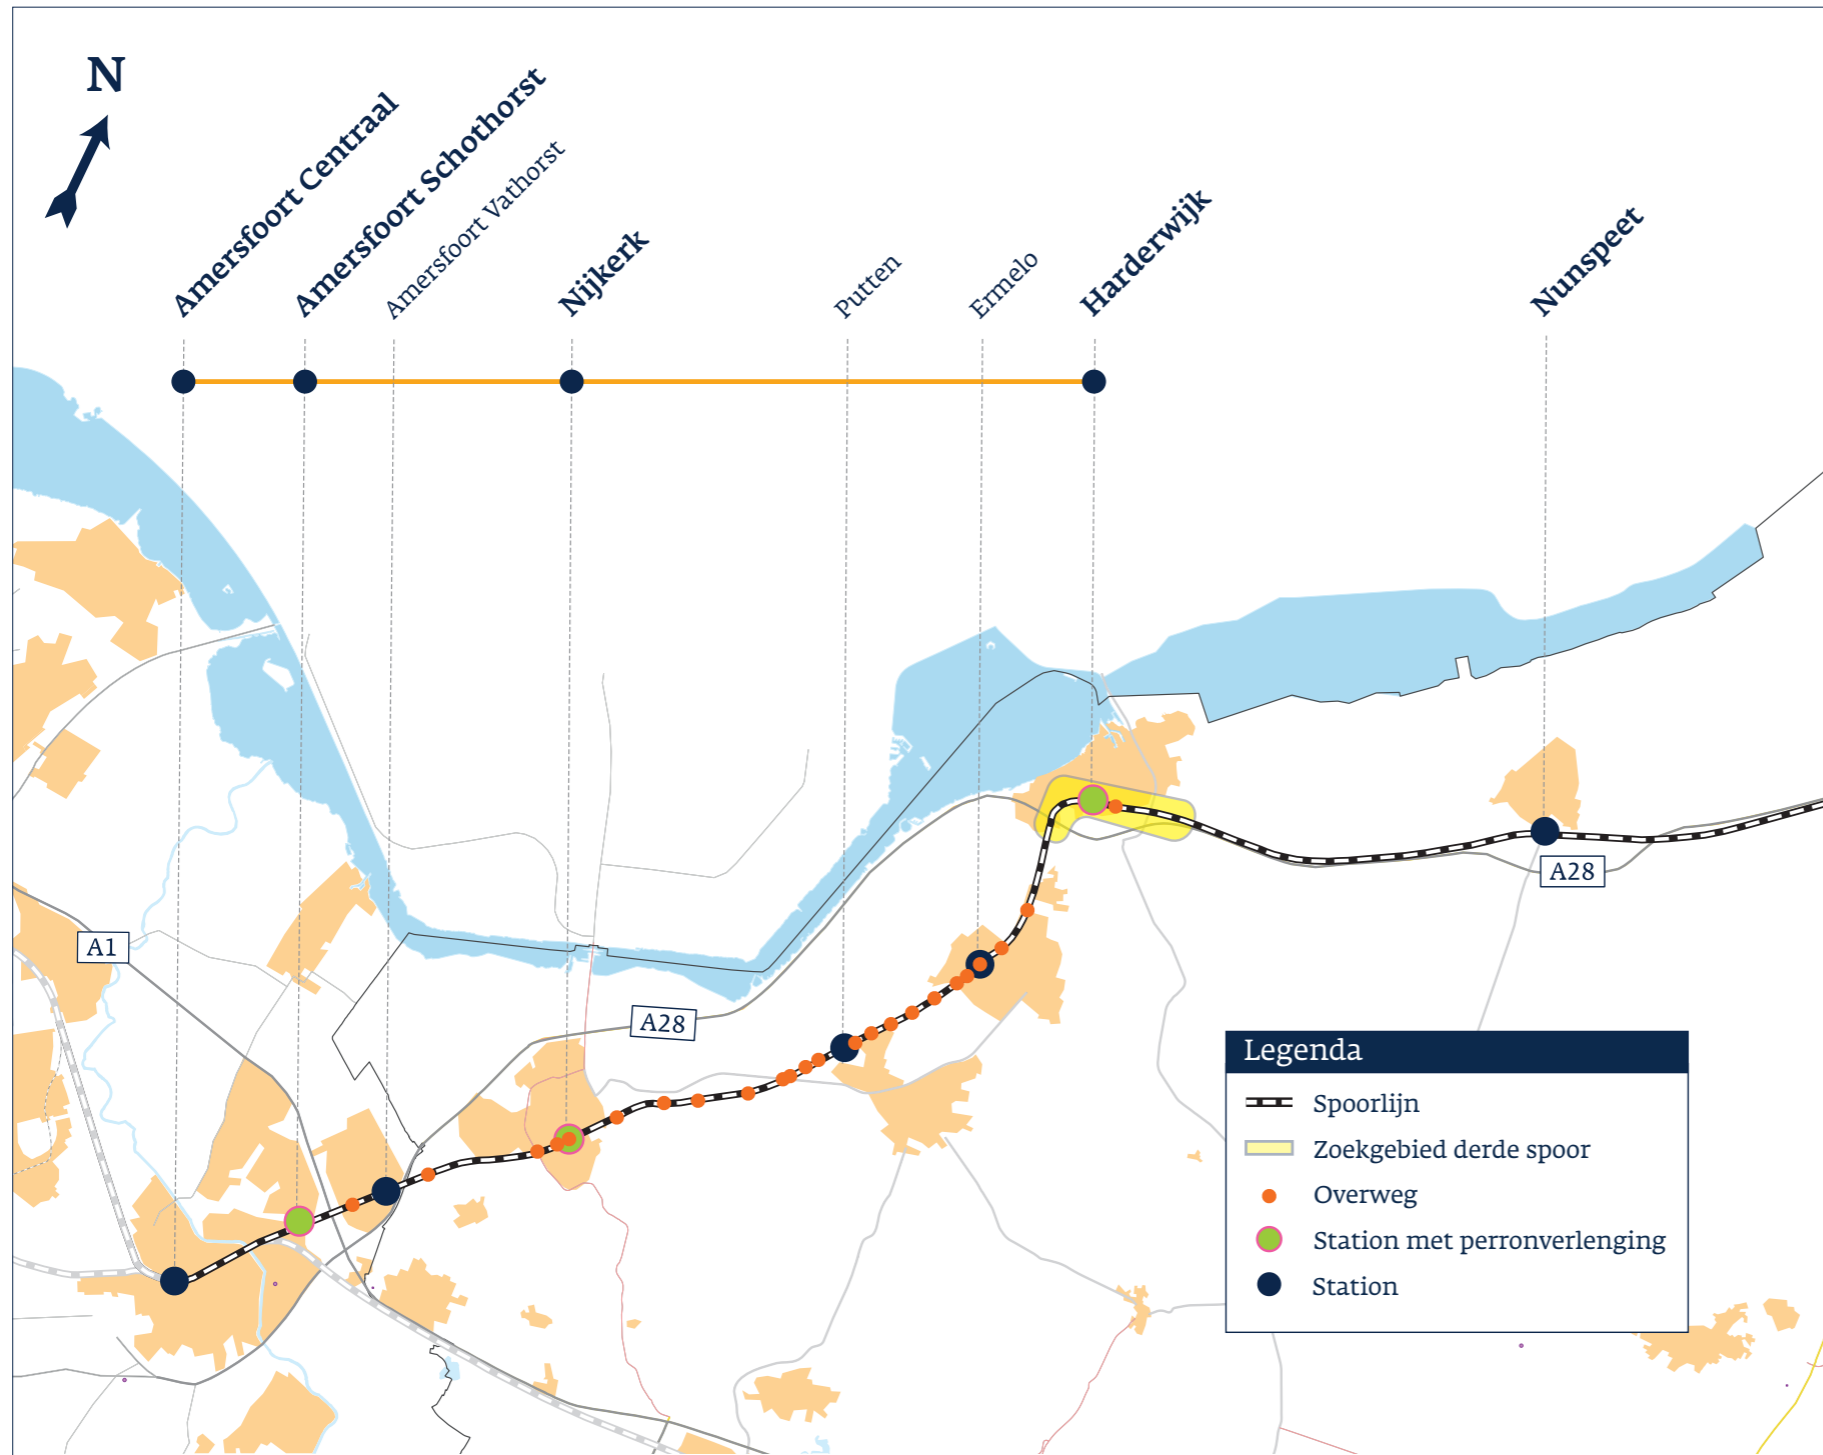 N
Amersfoort Centraal
Amersfoort Schothorst
Amersfoort Vathorst
Nijkerk
Putten
Ermelo
Harderwijk
Nunspeet
A28
A1
A28
Legenda
Spoorlijn
Zoekgebied derde spoor
Overweg
Station met perronverlenging
Station